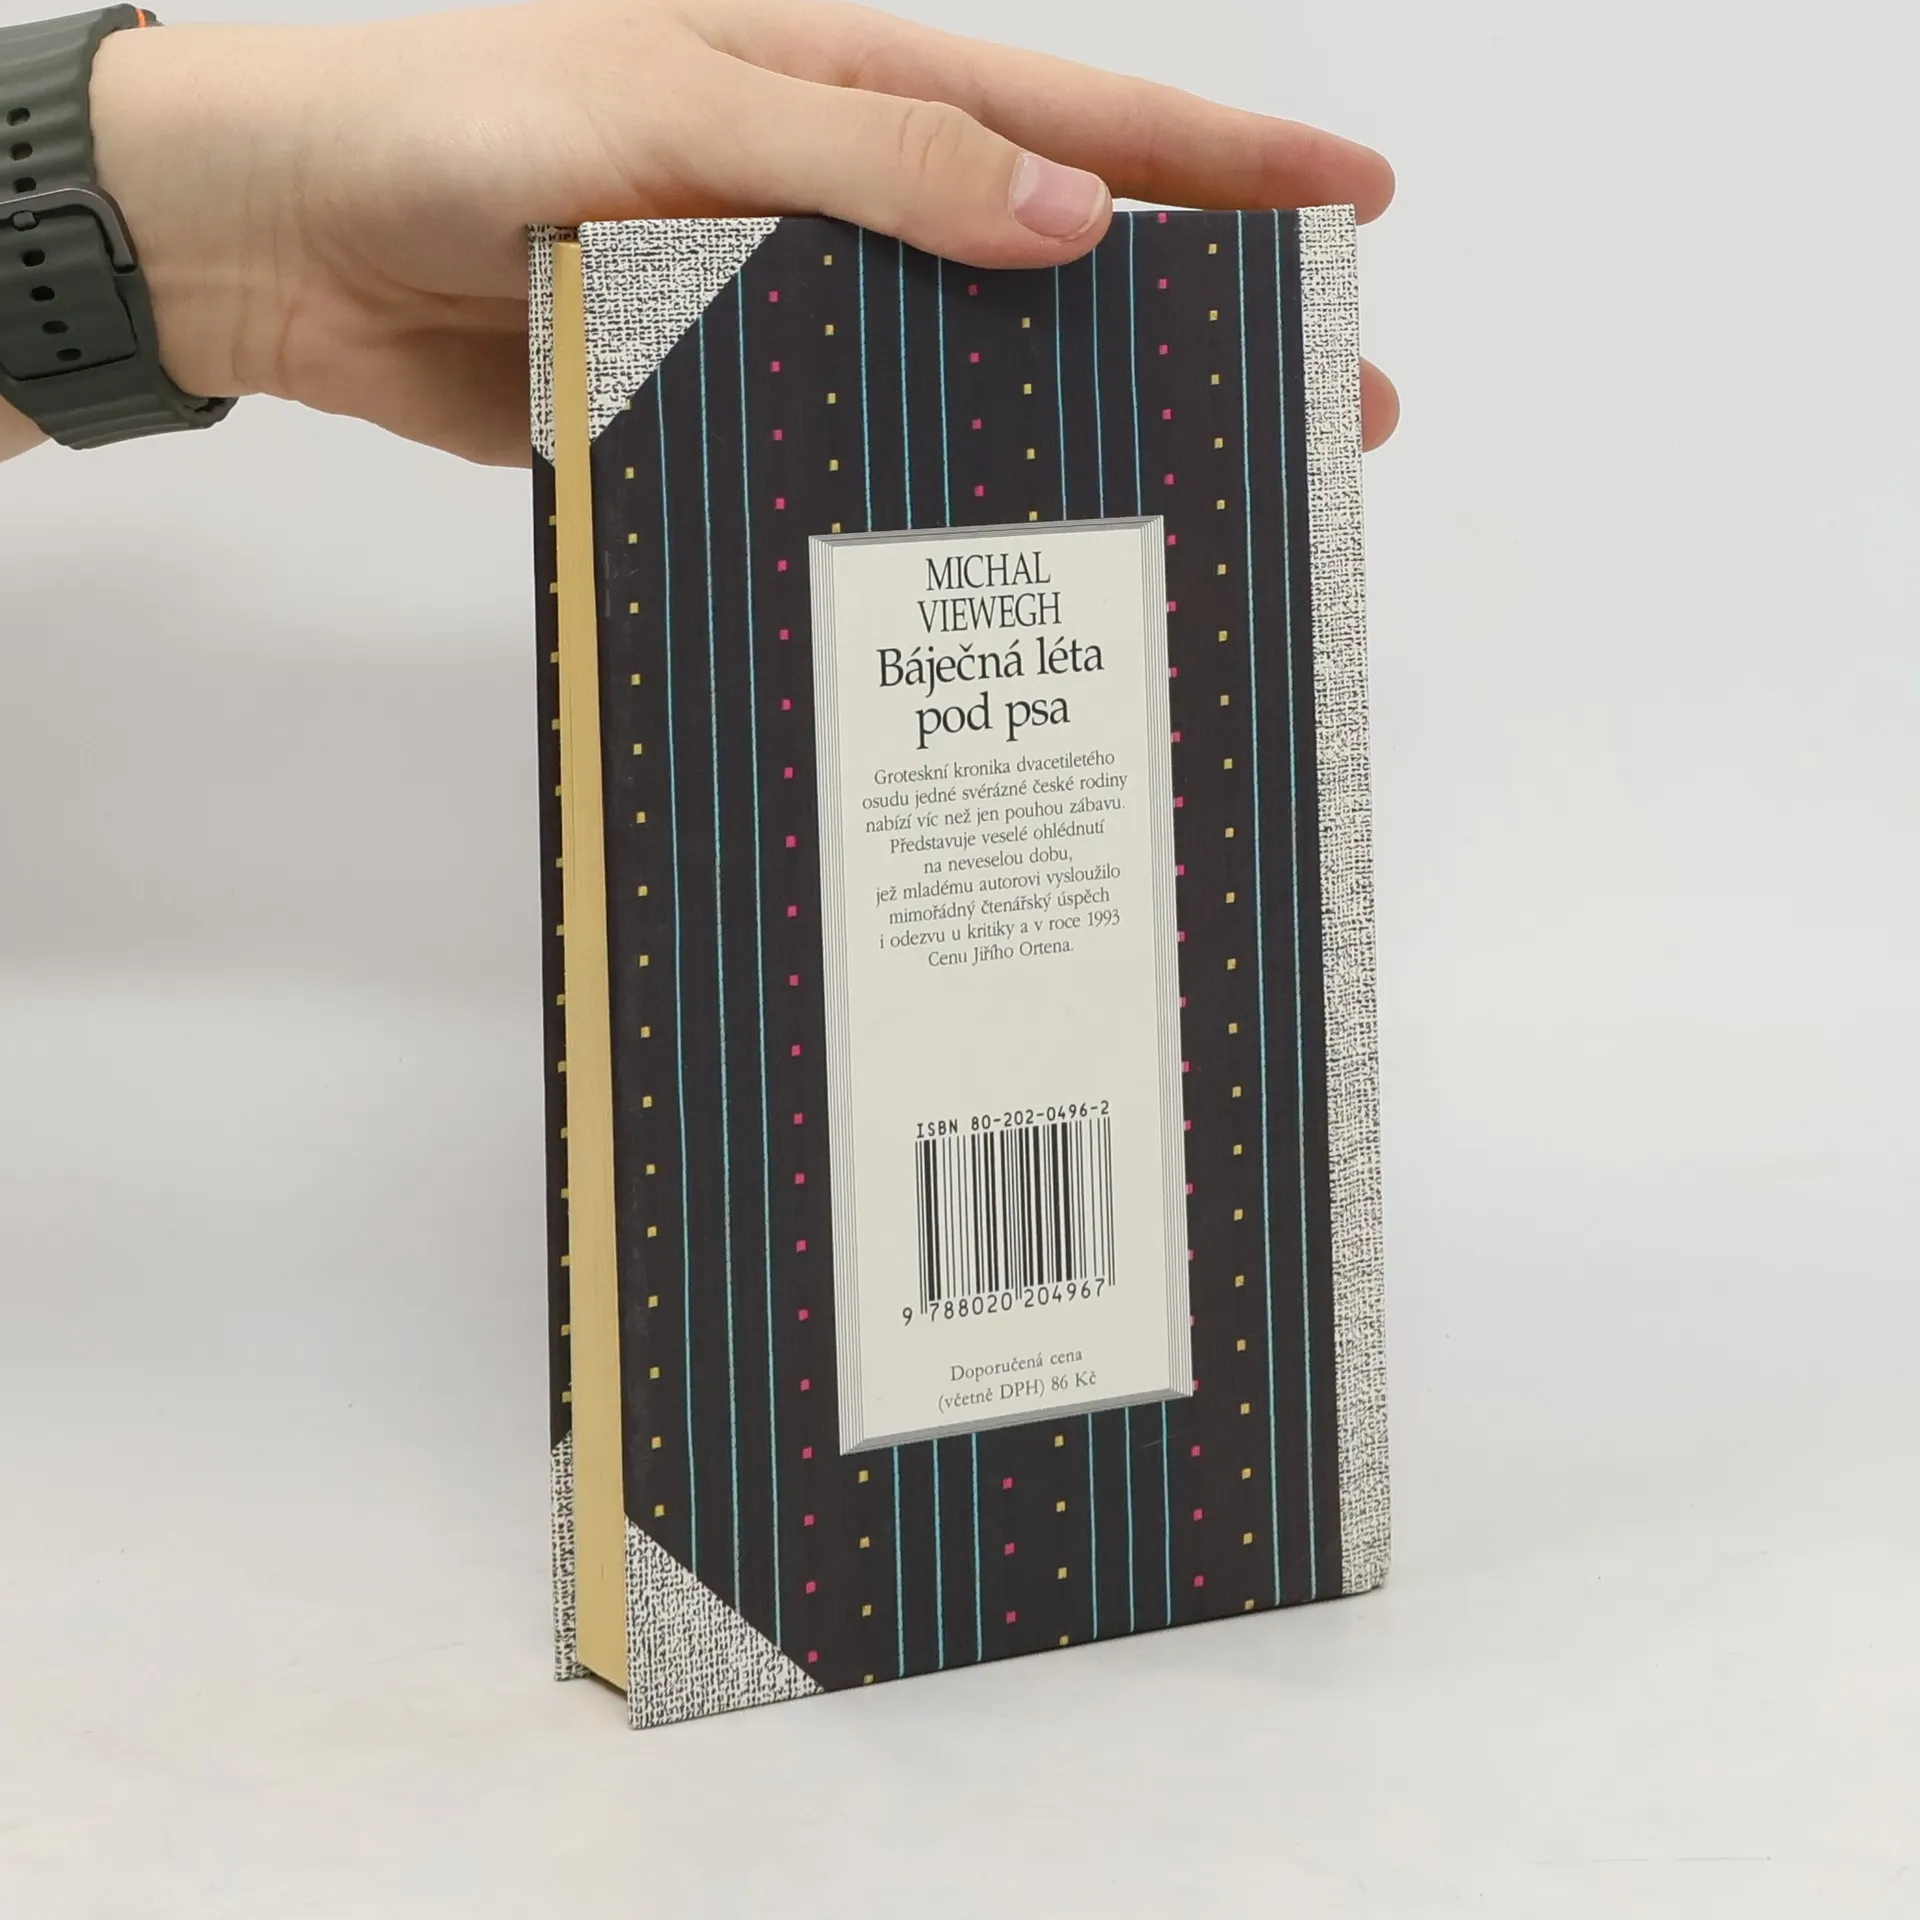 MICHAL
VIEWEGH
Báječná léta
pod psa
Groteskní kronika dvacetiletého
osudu jedné svérázné české rodiny
nabízí víc než jen pouhou zábavu.
Představuje veselé ohlédnutí
na neveselou dobu,
jež mladému autorovi vysloužilo
mimořádný čtenářský úspěch
i odezvu u kritiky a v roce 1993
Cenu Jiřího Ortena.
ISBN 80-202-0496-2
9 788020 204967
Doporučená cena
(včetně DPH) 86 Kč